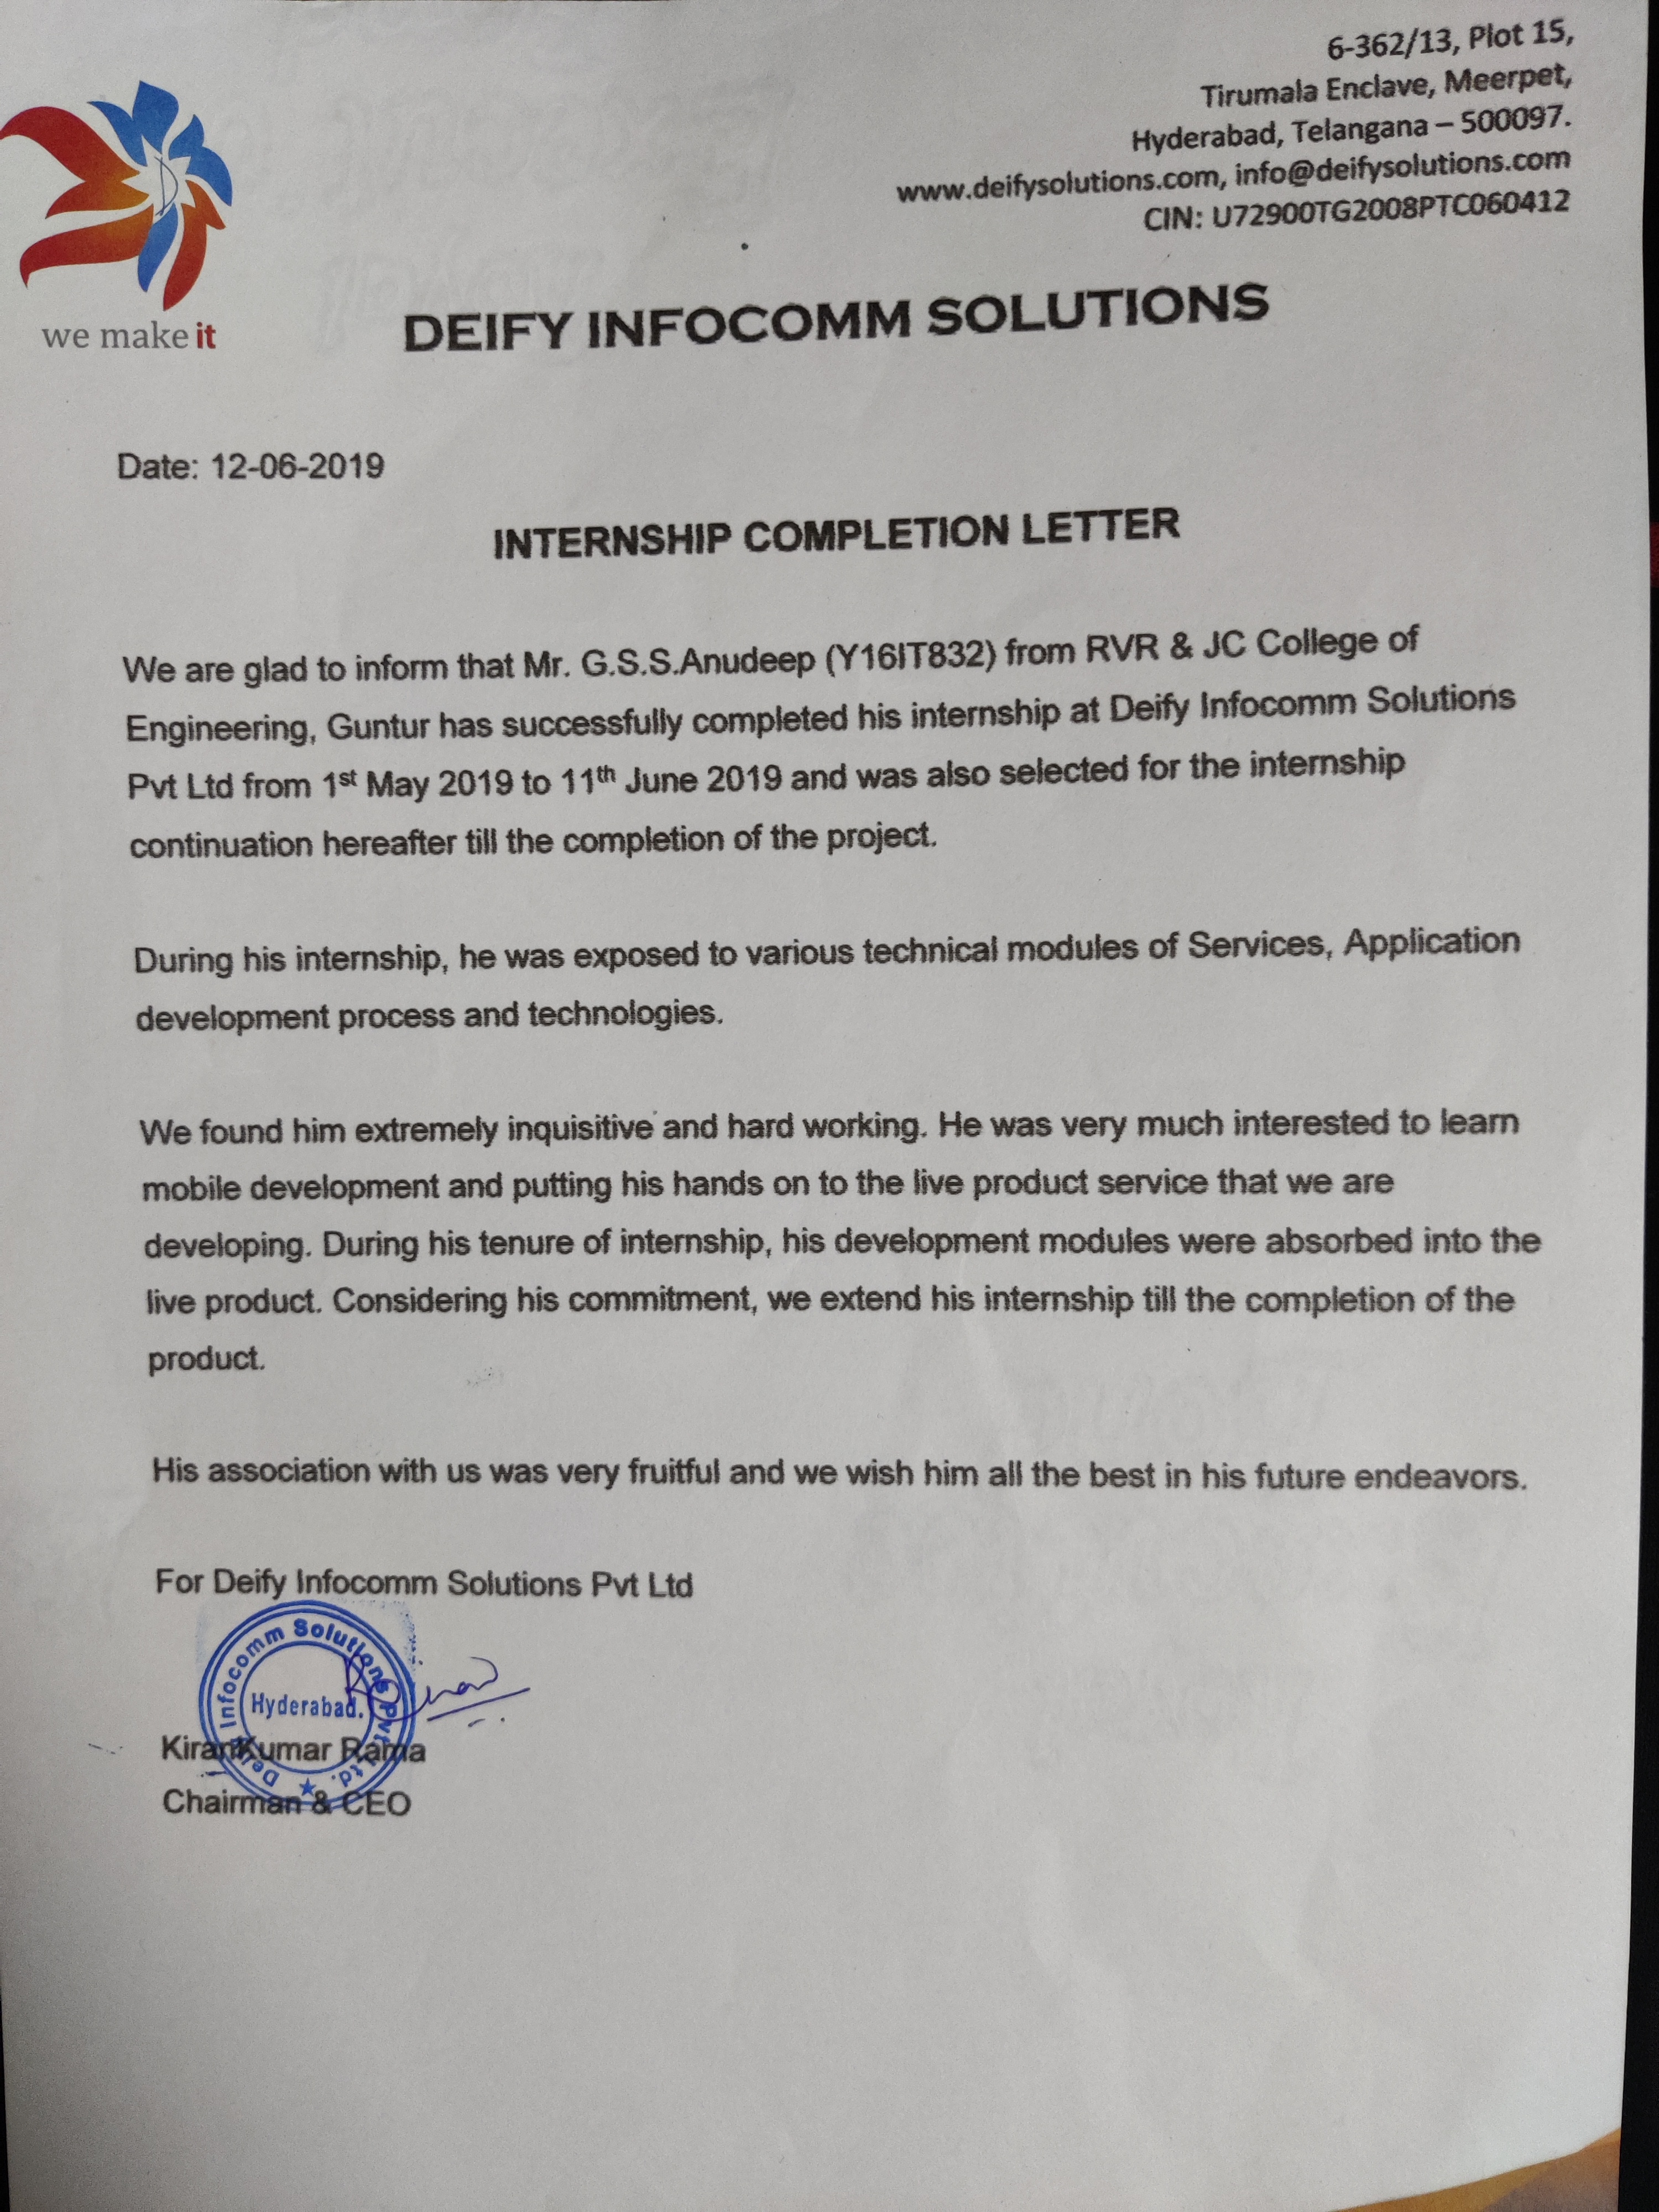 6-362/13, Plot 15,
Tirumala Enclave, Meerpet,
Hyderabad, Telangana – 500097.
www.deifysolutions.com, info@deifysolutions.com
CIN: U72900TG2008PTC060412
we make it
DEIFY INFOCOMM SOLUTIONS
Date: 12-06-2019
INTERNSHIP COMPLETION LETTER
We are glad to inform that Mr. G.S.S.Anudeep (Y16IT832) from RVR & JC College of
Engineering, Guntur has successfully completed his internship at Deify Infocomm Solutions
Pvt Ltd from 1st May 2019 to 11th June 2019 and was also selected for the internship
continuation hereafter till the completion of the project.
During his internship, he was exposed to various technical modules of Services, Application
development process and technologies.
We found him extremely inquisitive and hard working. He was very much interested to learn
mobile development and putting his hands on to the live product service that we are
developing. During his tenure of internship, his development modules were absorbed into the
live product. Considering his commitment, we extend his internship till the completion of the
product.
His association with us was very fruitful and we wish him all the best in his future endeavors.
For Deify Infocomm Solutions Pvt Ltd
Deify Infocomm Solutions Pvt. Ltd.
Hyderabad.
KiranKumar Rama
Chairman & CEO